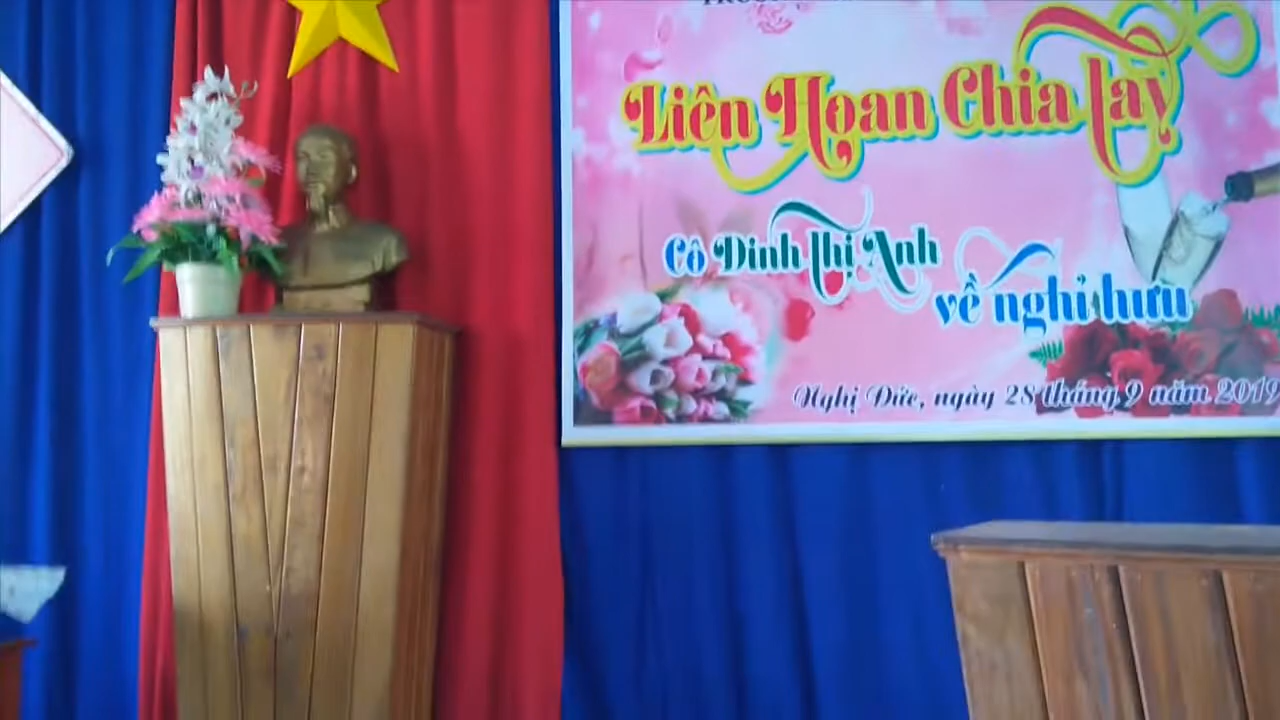 Liên Hoan Chia Tay
Cô Đinh Thị Anh
về nghỉ hưu
Nghị Đức, ngày 28 tháng 9 năm 2019